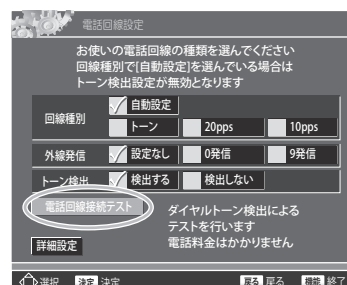 電話回線設定
お使いの電話回線の種類を選んでください
回線種別で[自動設定]を選んでいる場合は
トーン検出設定が無効となります
回線種別 自動設定
トーン 20pps 10pps
外線発信 設定なし 0発信 9発信
トーン検出 検出する 検出しない
電話回線接続テスト
ダイヤルトーン検出による
テストを行います
電話料金はかかりません
詳細設定
選択 決定 決定 戻る 戻る 機能 終了